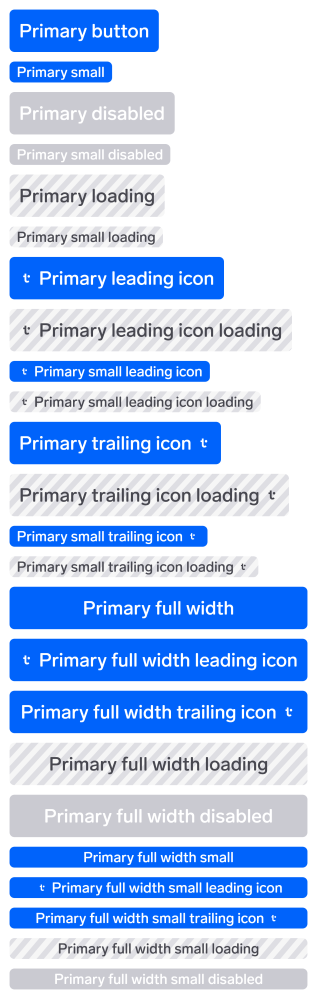 Primary button
Primary small
Primary disabled
Primary small disabled
Primary loading
Primary small loading
Primary leading icon
Primary leading icon loading
Primary small leading icon
Primary small leading icon loading
Primary trailing icon
Primary trailing icon loading
Primary small trailing icon
Primary small trailing icon loading
Primary full width
Primary full width leading icon
Primary full width trailing icon
Primary full width loading
Primary full width disabled
Primary full width small
Primary full width small leading icon
Primary full width small trailing icon
Primary full width small loading
Primary full width small disabled